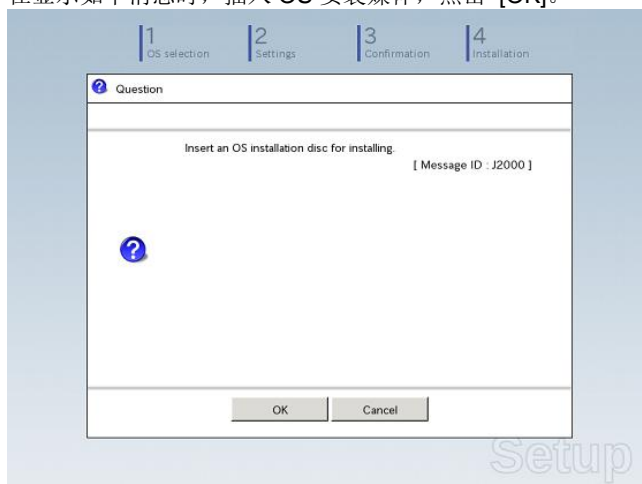 在显示如下信息时，插入 OS 安装媒体，点击 [OK]。
1
OS selection
2
Settings
3
Confirmation
4
Installation
Question
Insert an OS installation disc for installing.
[ Message ID : J2000 ]
OK
Cancel
Setup